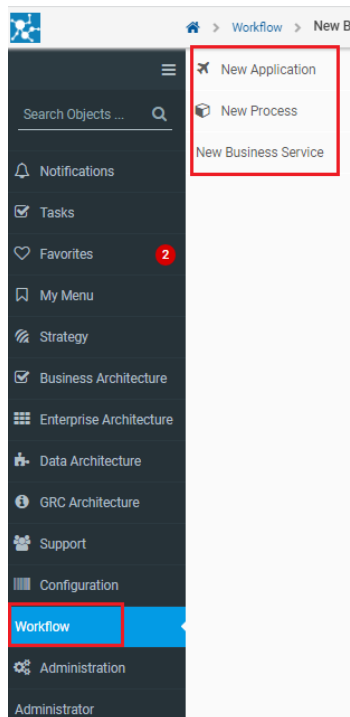 Workflow > New B
New Application
New Process
New Business Service
Search Objects ...
Notifications
Tasks
Favorites 2
My Menu
Strategy
Business Architecture
Enterprise Architecture
Data Architecture
GRC Architecture
Support
Configuration
Workflow
Administration
Administrator